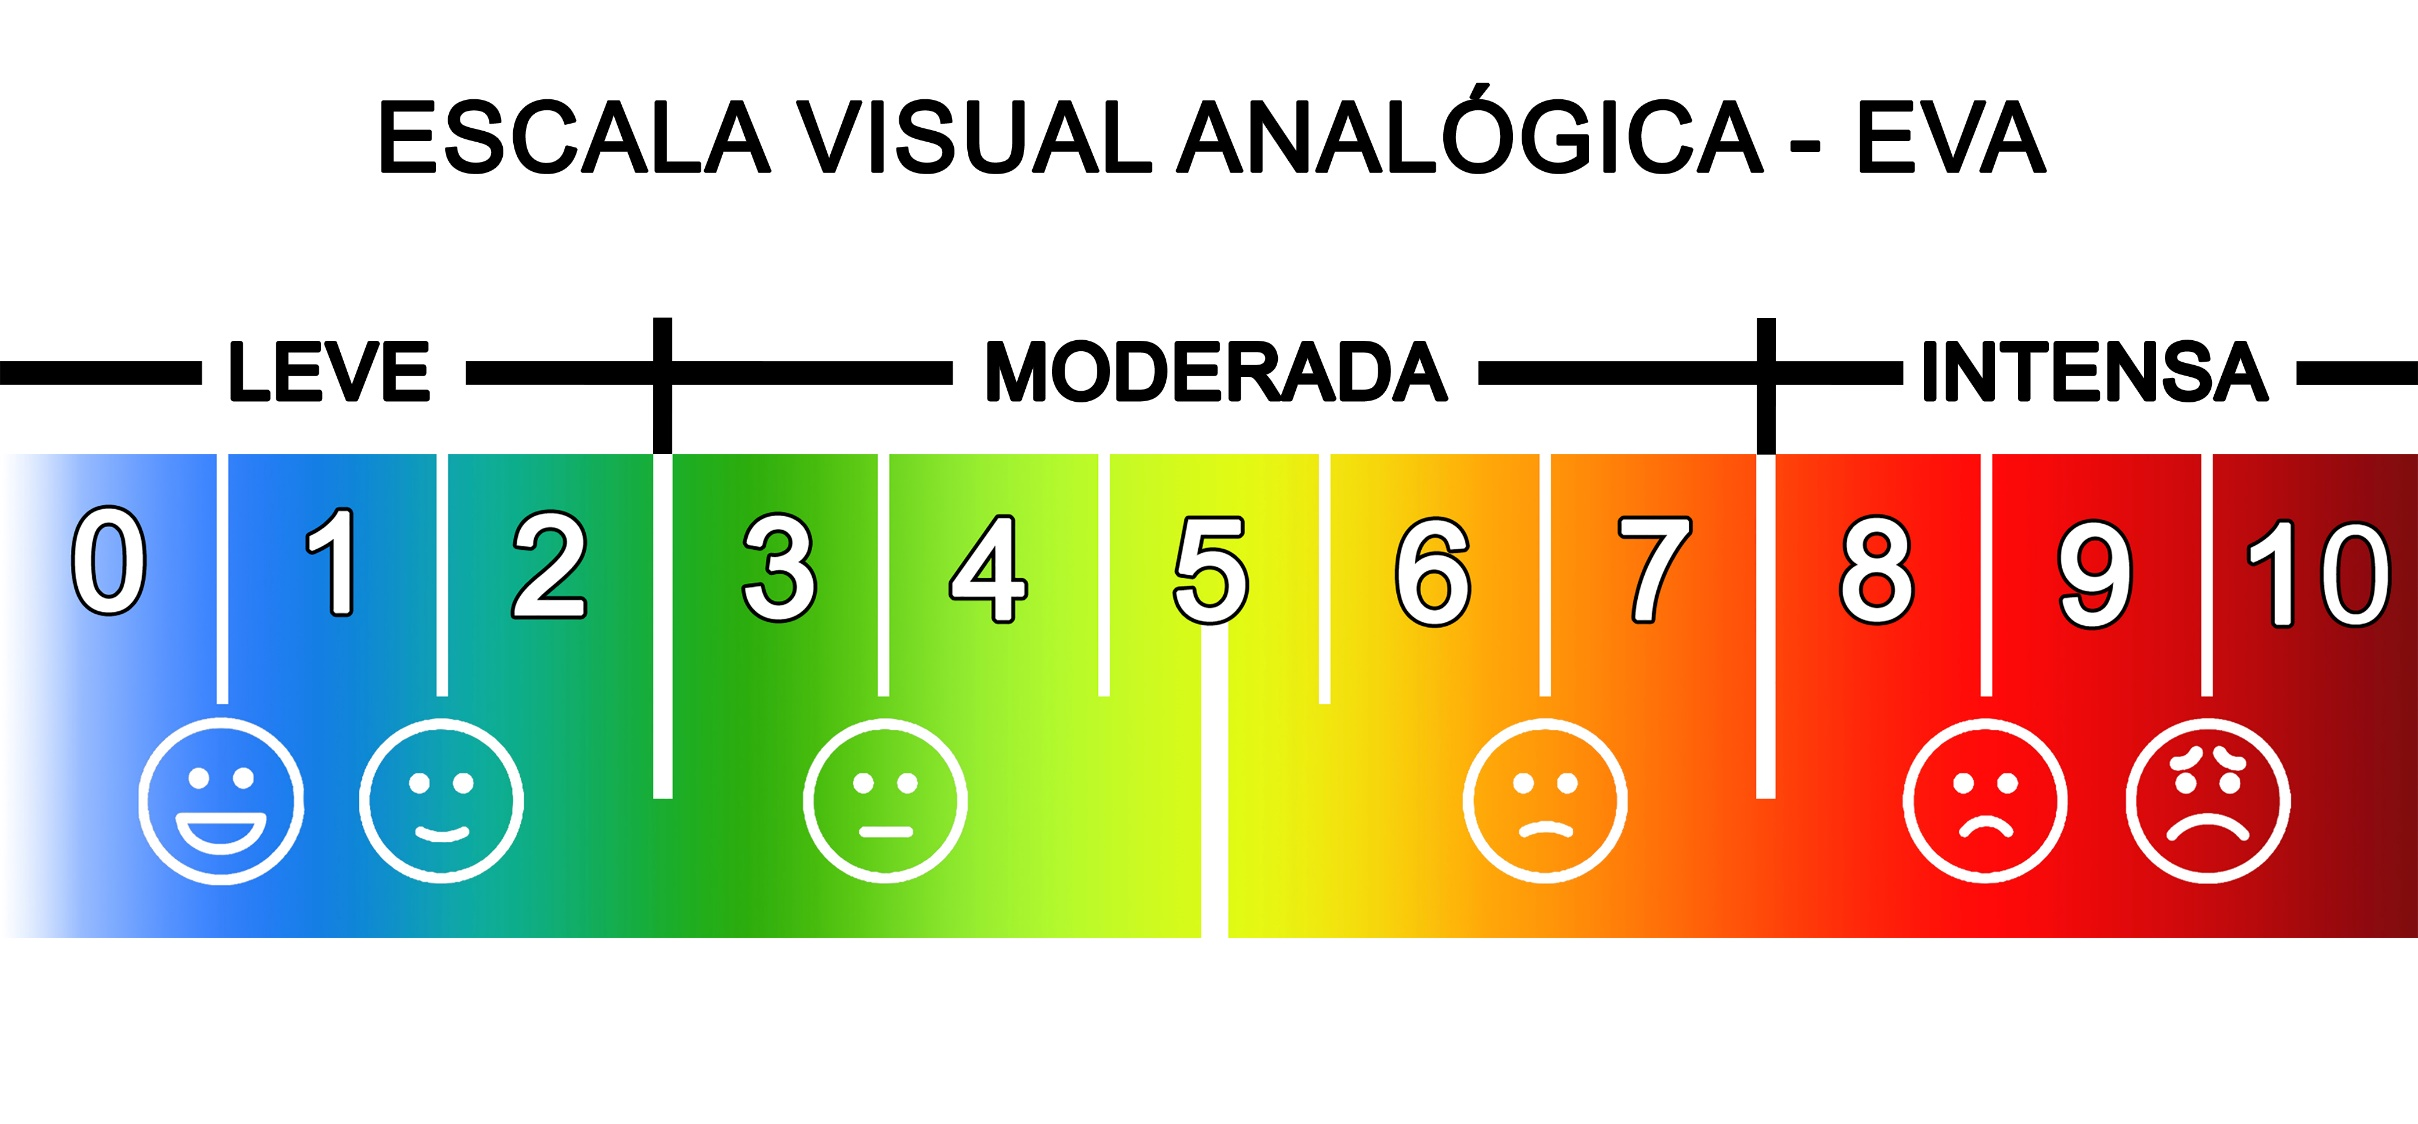 ESCALA VISUAL ANALÓGICA - EVA
LEVE MODERADA INTENSA
0 1 2 3 4 5 6 7 8 9 10